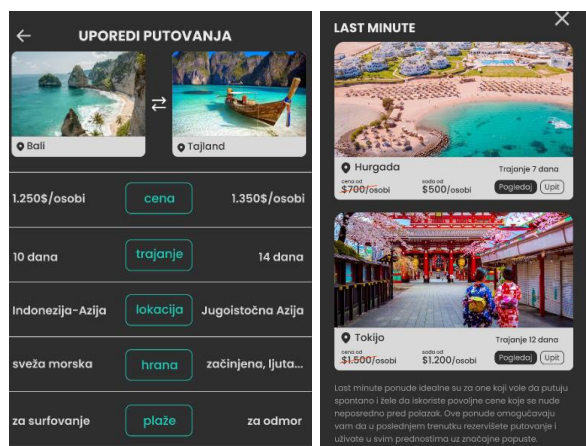 UPOREDI PUTOVANJA
Bali
Tajland
1.250$/osobi cena 1.350$/osobi
10 dana trajanje 14 dana
Indonezija-Azija lokacija Jugoistočna Azija
sveža morska hrana začinjena, ljuta...
za surfovanje plaže za odmor
LAST MINUTE
Hurgada Trajanje 7 dana
cena od sada od
$700/osobi $500/osobi Pogledaj Upit
Tokijo Trajanje 12 dana
cena od sada od
$1.500/osobi $1.200/osobi Pogledaj Upit
Last minute ponude idealne su za one koji vole da putuju
spontano i žele da iskoriste povoljne cene koje se nude
neposredno pred polazak. Ove ponude omogućavaju
vam da u poslednjem trenutku rezervišete putovanje i
uživate u svim prednostima uz značajne popuste.